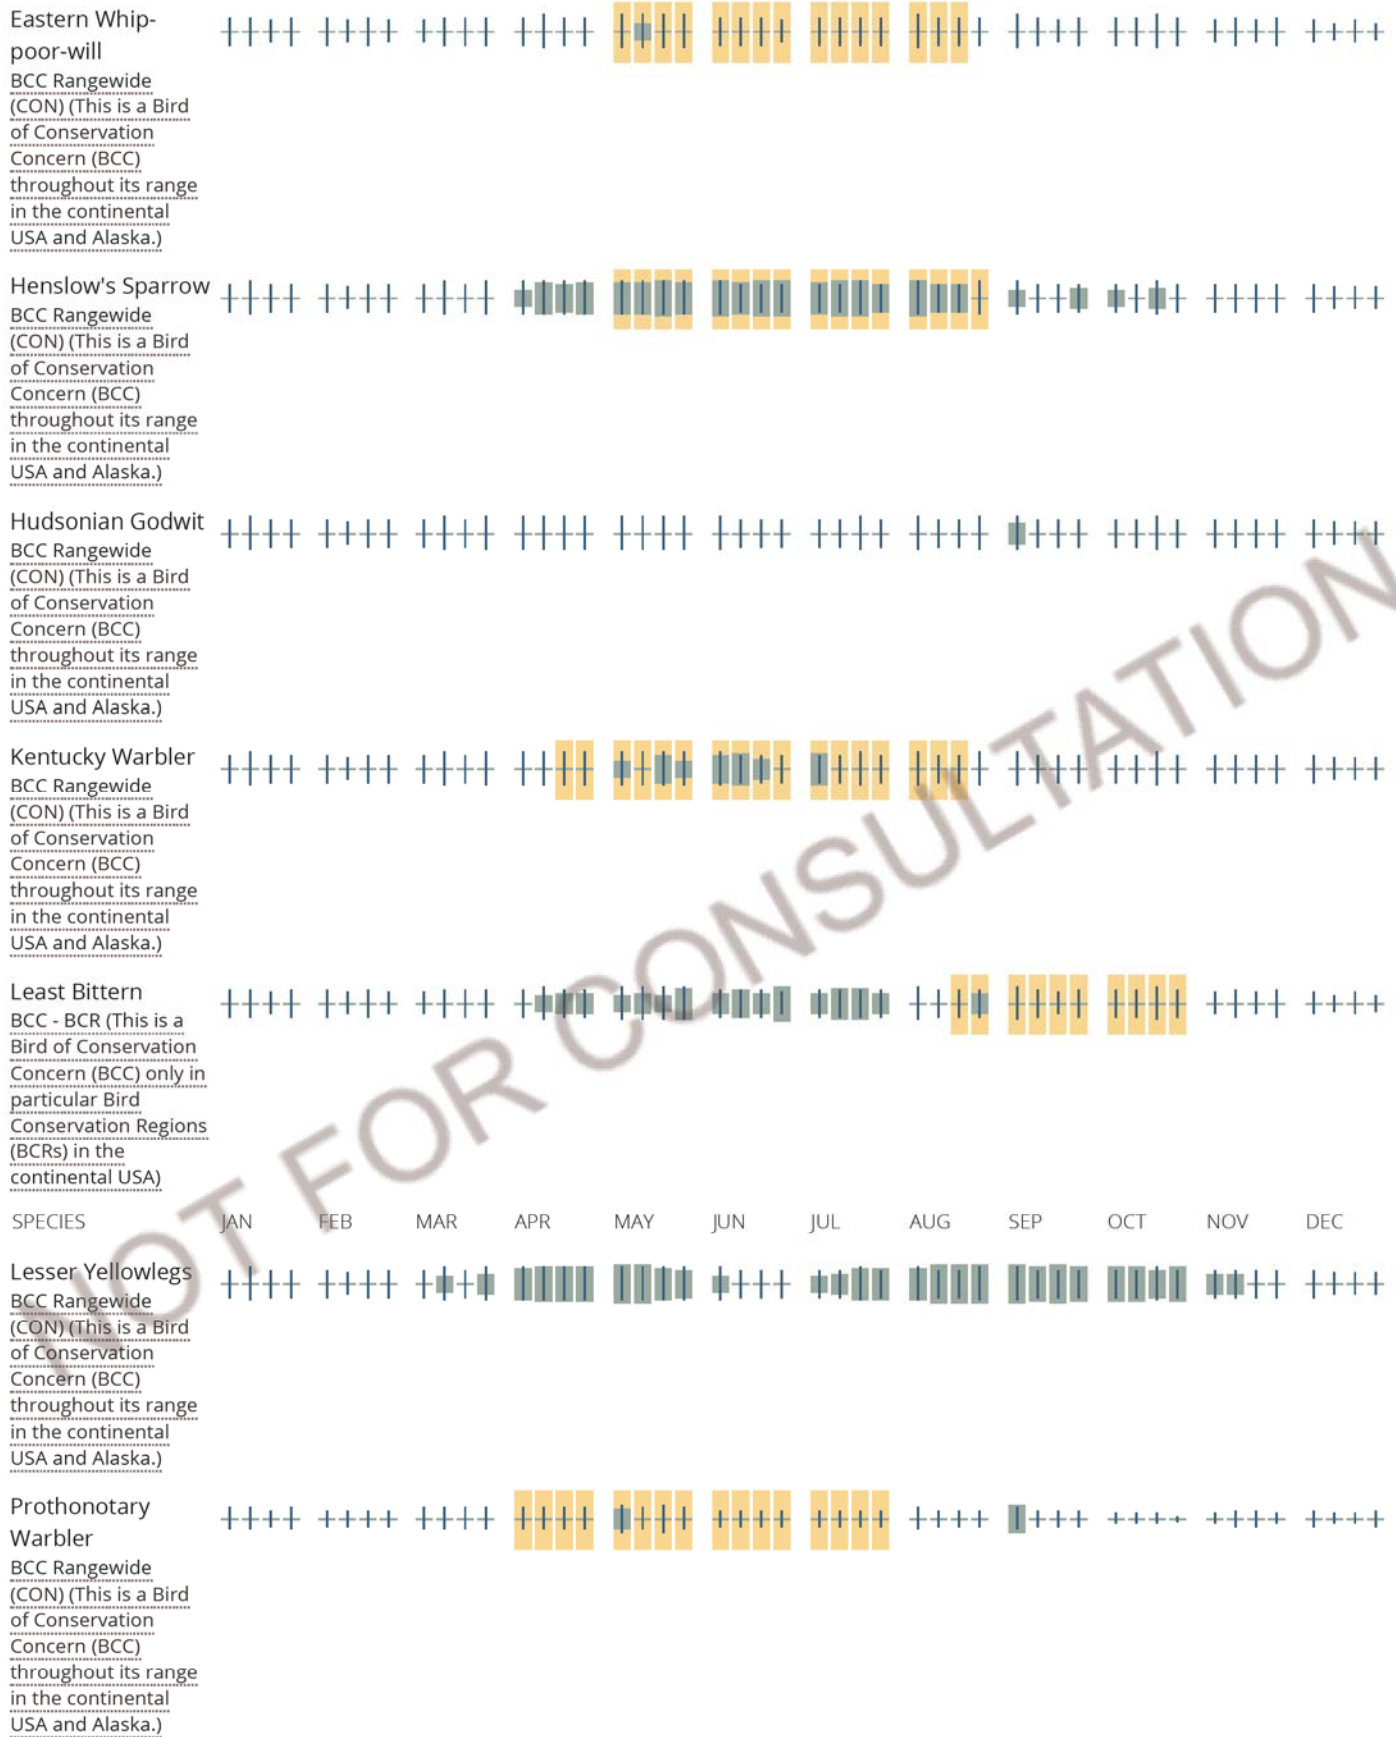 Eastern Whip-
poor-will
BCC Rangewide
(CON) (This is a Bird
of Conservation
Concern (BCC)
throughout its range
in the continental
USA and Alaska.)
Henslow's Sparrow
BCC Rangewide
(CON) (This is a Bird
of Conservation
Concern (BCC)
throughout its range
in the continental
USA and Alaska.)
Hudsonian Godwit
BCC Rangewide
(CON) (This is a Bird
of Conservation
Concern (BCC)
throughout its range
in the continental
USA and Alaska.)
Kentucky Warbler
BCC Rangewide
(CON) (This is a Bird
of Conservation
Concern (BCC)
throughout its range
in the continental
USA and Alaska.)
Least Bittern
BCC - BCR (This is a
Bird of Conservation
Concern (BCC) only in
particular Bird
Conservation Regions
(BCRs) in the
continental USA)
SPECIES JAN FEB MAR APR MAY JUN JUL AUG SEP OCT NOV DEC
Lesser Yellowlegs
BCC Rangewide
(CON) (This is a Bird
of Conservation
Concern (BCC)
throughout its range
in the continental
USA and Alaska.)
Prothonotary
Warbler
BCC Rangewide
(CON) (This is a Bird
of Conservation
Concern (BCC)
throughout its range
in the continental
USA and Alaska.)
NOT FOR CONSULTATION